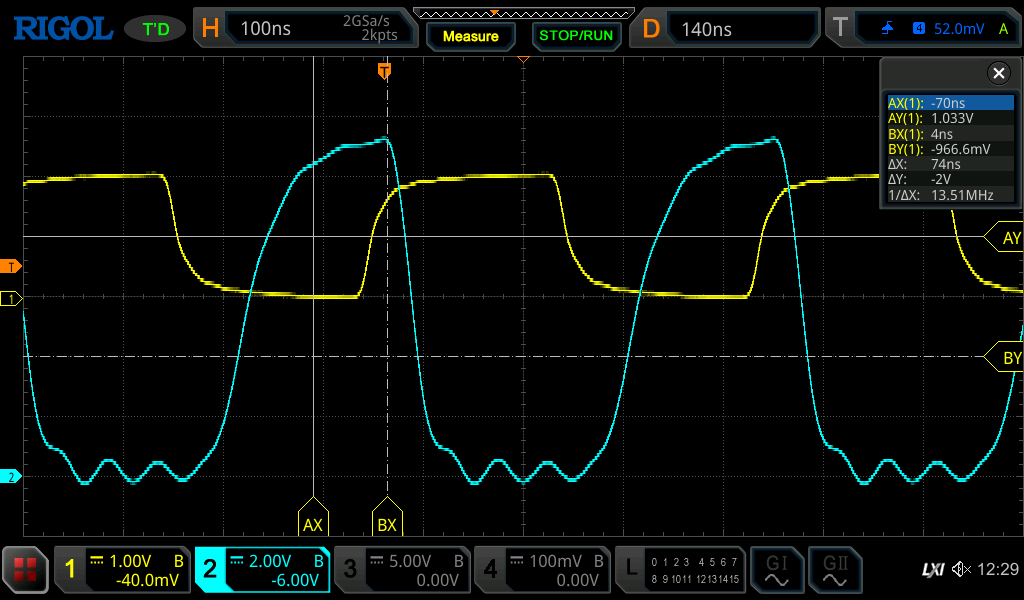 RIGOL T'D H 100ns 2GSa/s 2kpts Measure STOP/RUN D 140ns T 4 52.0mV A
T
AX(1): -70ns
AY(1): 1.033V
BX(1): 4ns
BY(1): -966.6mV
ΔX: 74ns
ΔY: -2V
1/ΔX: 13.51MHz
AY
T
1
BY
2
AX BX
1 1.00V B -40.0mV
2 2.00V B -6.00V
3 5.00V B 0.00V
4 100mV B 0.00V
L 0 1 2 3 4 5 6 7
8 9 10 11 12 13 14 15
GI GII LXI 12:29